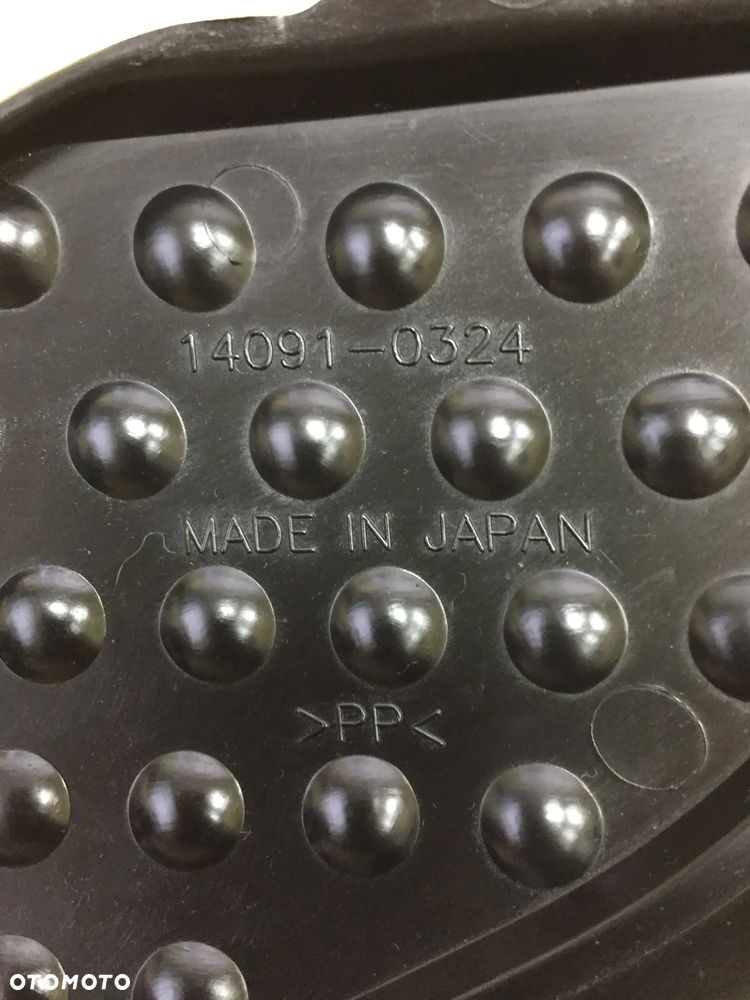 14091-0324
MADE IN JAPAN
>PP<
OTOMOTO